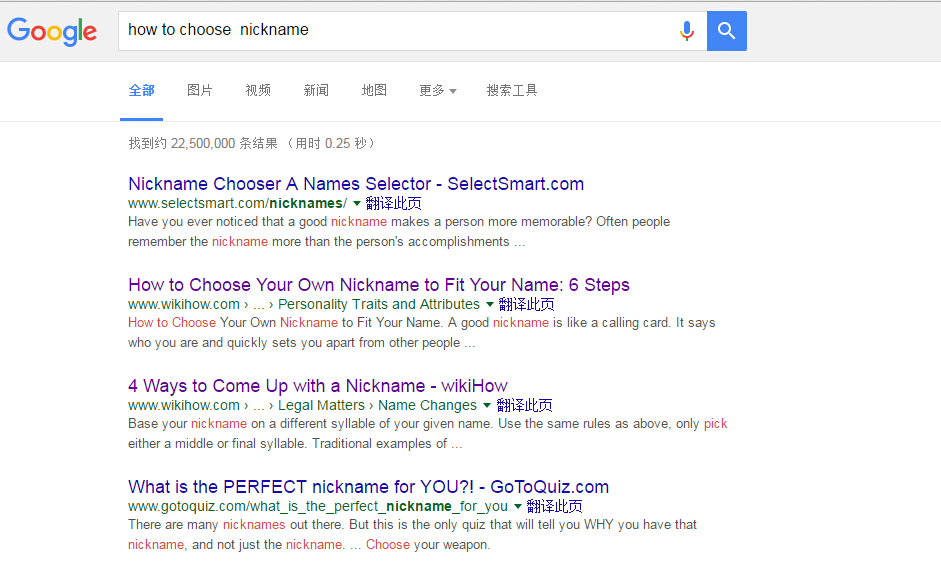 Google
how to choose  nickname
全部 图片 视频 新闻 地图 更多 搜索工具
找到约 22,500,000 条结果 （用时 0.25 秒）
Nickname Chooser A Names Selector - SelectSmart.com
www.selectsmart.com/nicknames/ 翻译此页
Have you ever noticed that a good nickname makes a person more memorable? Often people
remember the nickname more than the person's accomplishments ...
How to Choose Your Own Nickname to Fit Your Name: 6 Steps
www.wikihow.com › ... › Personality Traits and Attributes 翻译此页
How to Choose Your Own Nickname to Fit Your Name. A good nickname is like a calling card. It says
who you are and quickly sets you apart from other people ...
4 Ways to Come Up with a Nickname - wikiHow
www.wikihow.com › ... › Legal Matters › Name Changes 翻译此页
Base your nickname on a different syllable of your given name. Use the same rules as above, only pick
either a middle or final syllable. Traditional examples of ...
What is the PERFECT nickname for YOU?! - GoToQuiz.com
www.gotoquiz.com/what_is_the_perfect_nickname_for_you 翻译此页
There are many nicknames out there. But this is the only quiz that will tell you WHY you have that
nickname, and not just the nickname. ... Choose your weapon.